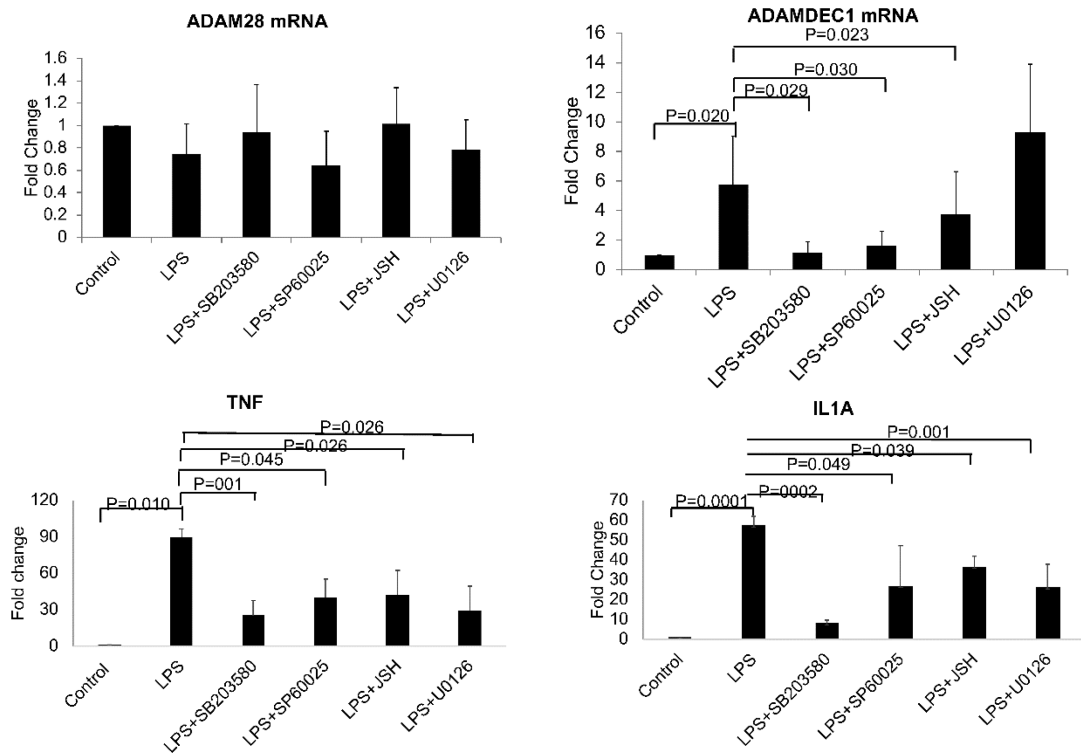 ADAM28 mRNA
Fold Change
1.6
1.4
1.2
1
0.8
0.6
0.4
0.2
0
Control
LPS
LPS+SB203580
LPS+SP60025
LPS+JSH
LPS+U0126
ADAMDEC1 mRNA
P=0.023
P=0.030
P=0.029
P=0.020
Fold Change
16
14
12
10
8
6
4
2
0
Control
LPS
LPS+SB203580
LPS+SP60025
LPS+JSH
LPS+U0126
TNF
P=0.026
P=0.026
P=0.045
P=001
P=0.010
Fold change
120
90
60
30
0
Control
LPS
LPS+SB203580
LPS+SP60025
LPS+JSH
LPS+U0126
IL1A
P=0.001
P=0.039
P=0.049
P=0002
P=0.0001
Fold Change
70
60
50
40
30
20
10
0
Control
LPS
LPS+SB203580
LPS+SP60025
LPS+JSH
LPS+U0126